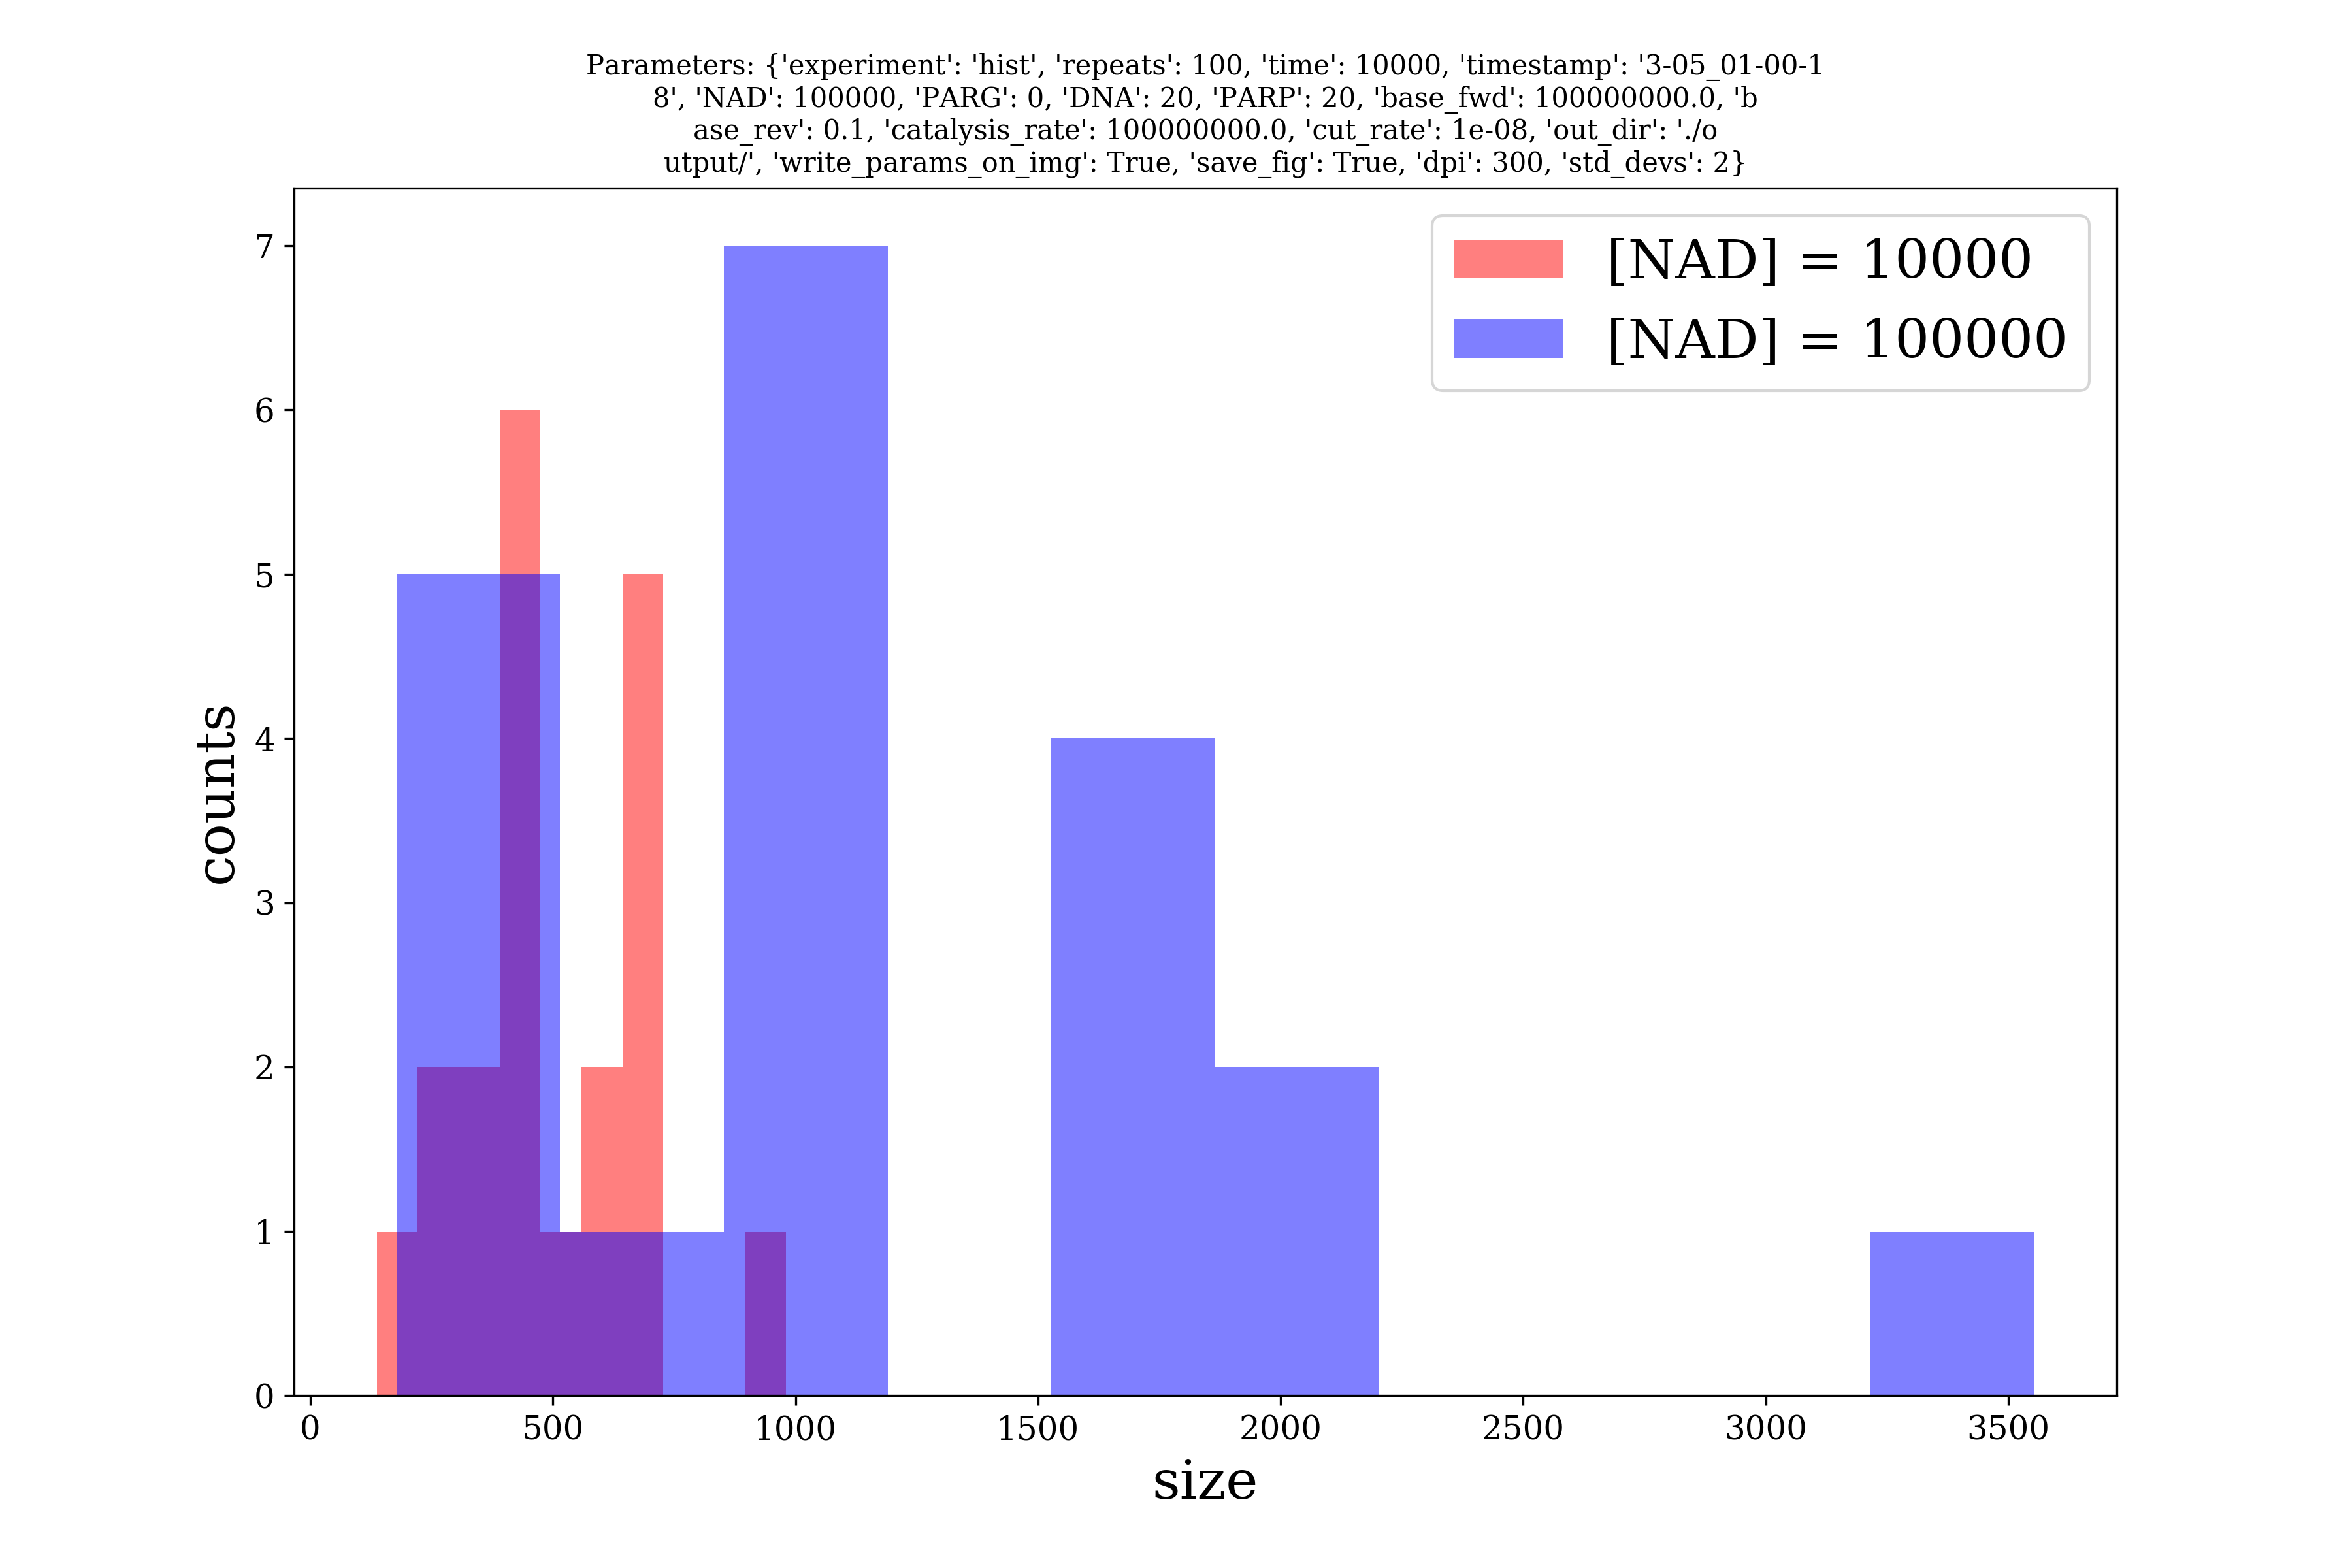 Parameters: {'experiment': 'hist', 'repeats': 100, 'time': 10000, 'timestamp': '3-05_01-00-1
8', 'NAD': 100000, 'PARG': 0, 'DNA': 20, 'PARP': 20, 'base_fwd': 100000000.0, 'b
ase_rev': 0.1, 'catalysis_rate': 100000000.0, 'cut_rate': 1e-08, 'out_dir': './o
utput/', 'write_params_on_img': True, 'save_fig': True, 'dpi': 300, 'std_devs': 2}
[NAD] = 10000
[NAD] = 100000
counts
7
6
5
4
3
2
1
0
0 500 1000 1500 2000 2500 3000 3500
size